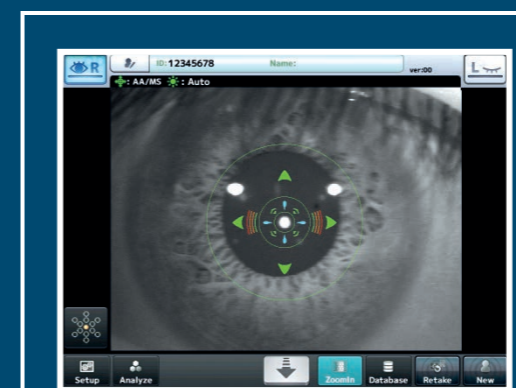 R
ID: 12345678
Name:
ver:00
L
: AA/MS : Auto
Setup
Analyze
ZoomIn
Database
Retake
New